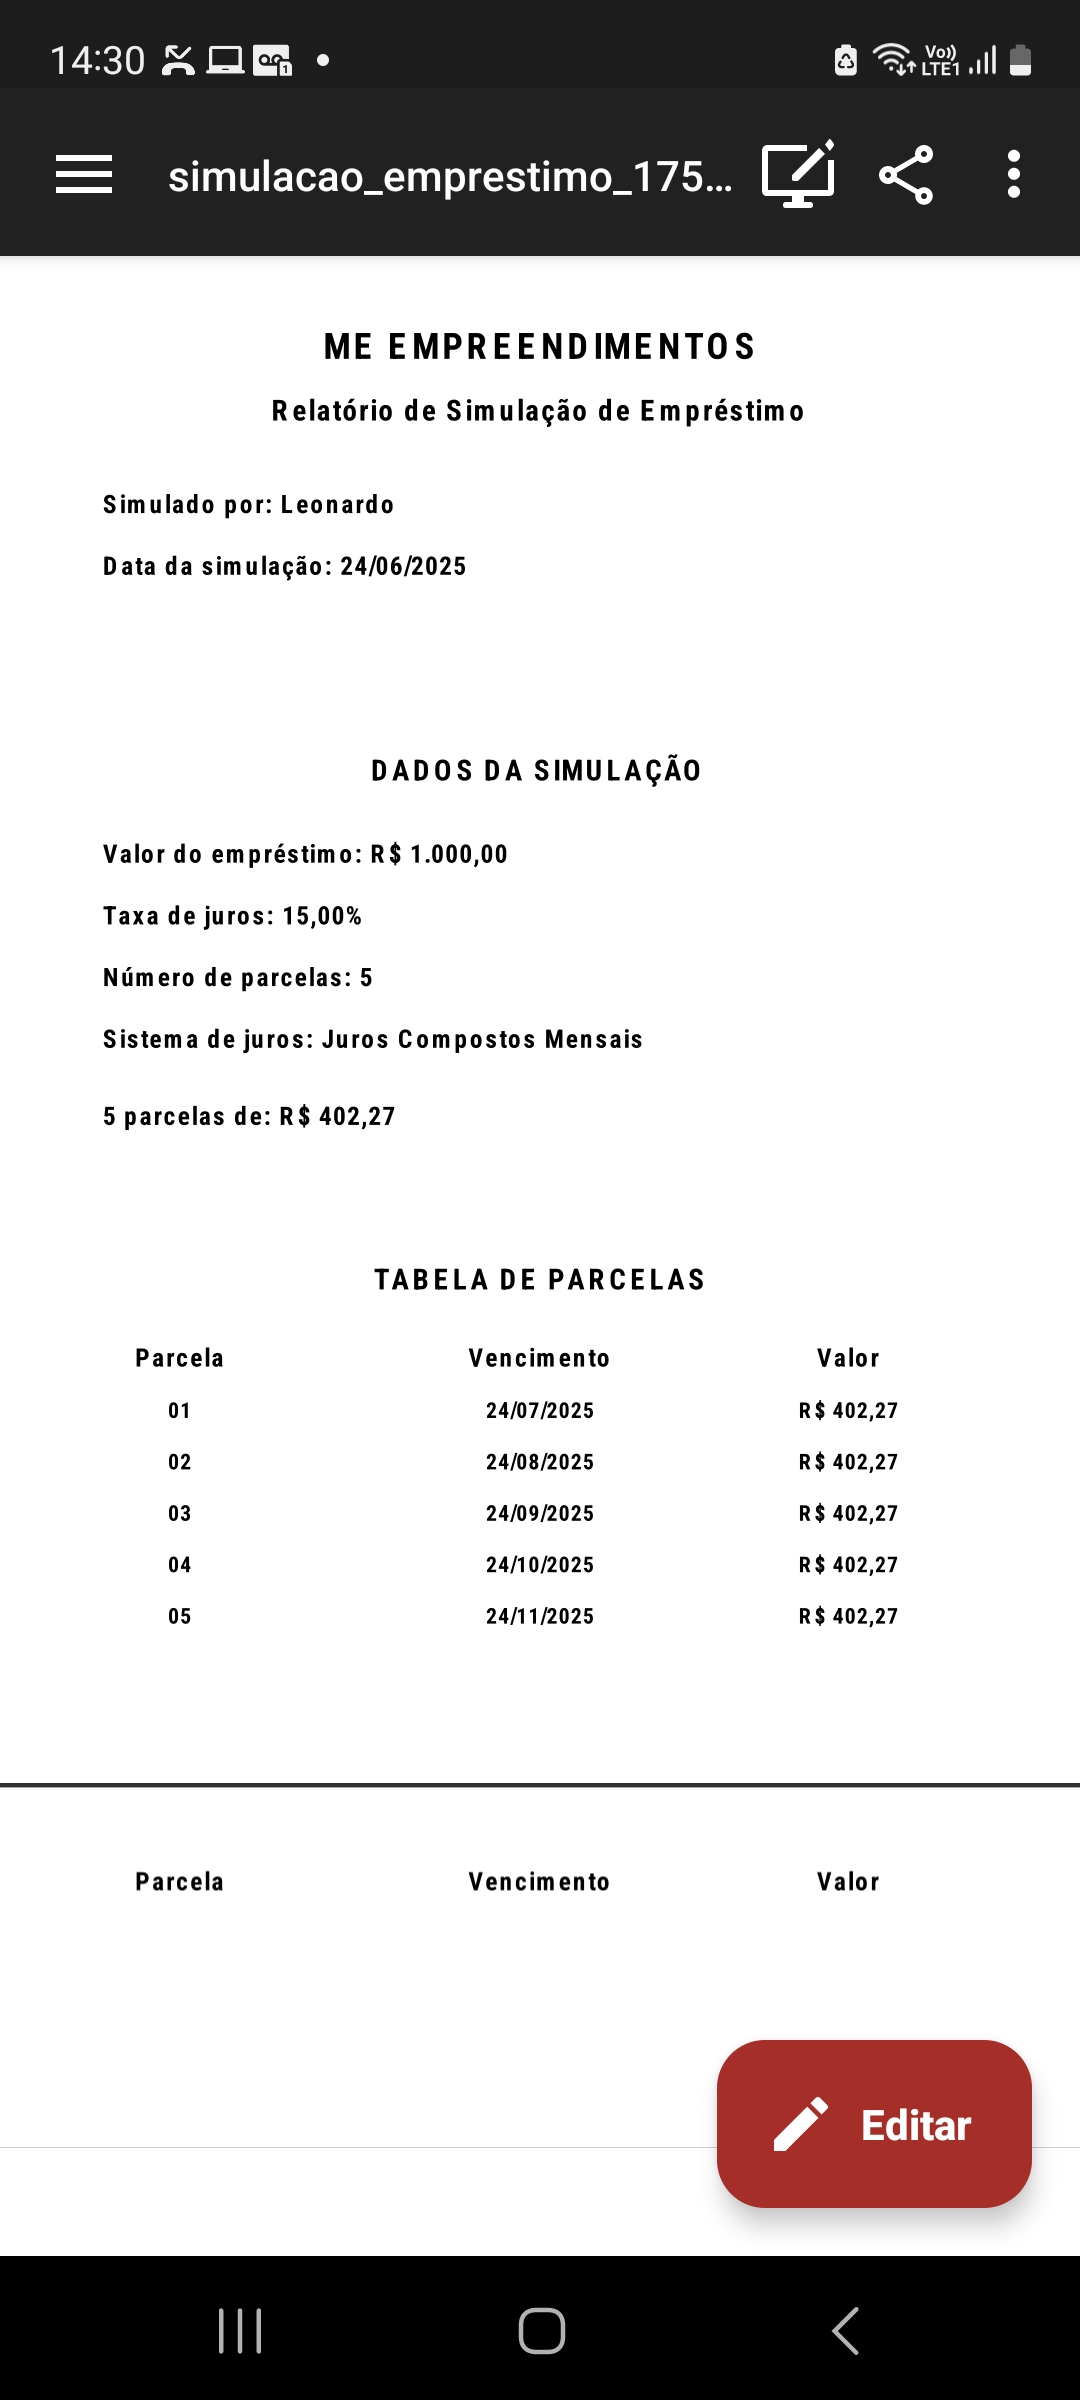 14:30
Vo))
LTE1
simulacao_emprestimo_175...
ME EMPREENDIMENTOS
Relatório de Simulação de Empréstimo
Simulado por: Leonardo
Data da simulação: 24/06/2025
DADOS DA SIMULAÇÃO
Valor do empréstimo: R$ 1.000,00
Taxa de juros: 15,00%
Número de parcelas: 5
Sistema de juros: Juros Compostos Mensais
5 parcelas de: R$ 402,27
TABELA DE PARCELAS
Parcela Vencimento Valor
01 24/07/2025 R$ 402,27
02 24/08/2025 R$ 402,27
03 24/09/2025 R$ 402,27
04 24/10/2025 R$ 402,27
05 24/11/2025 R$ 402,27
Parcela Vencimento Valor
Editar